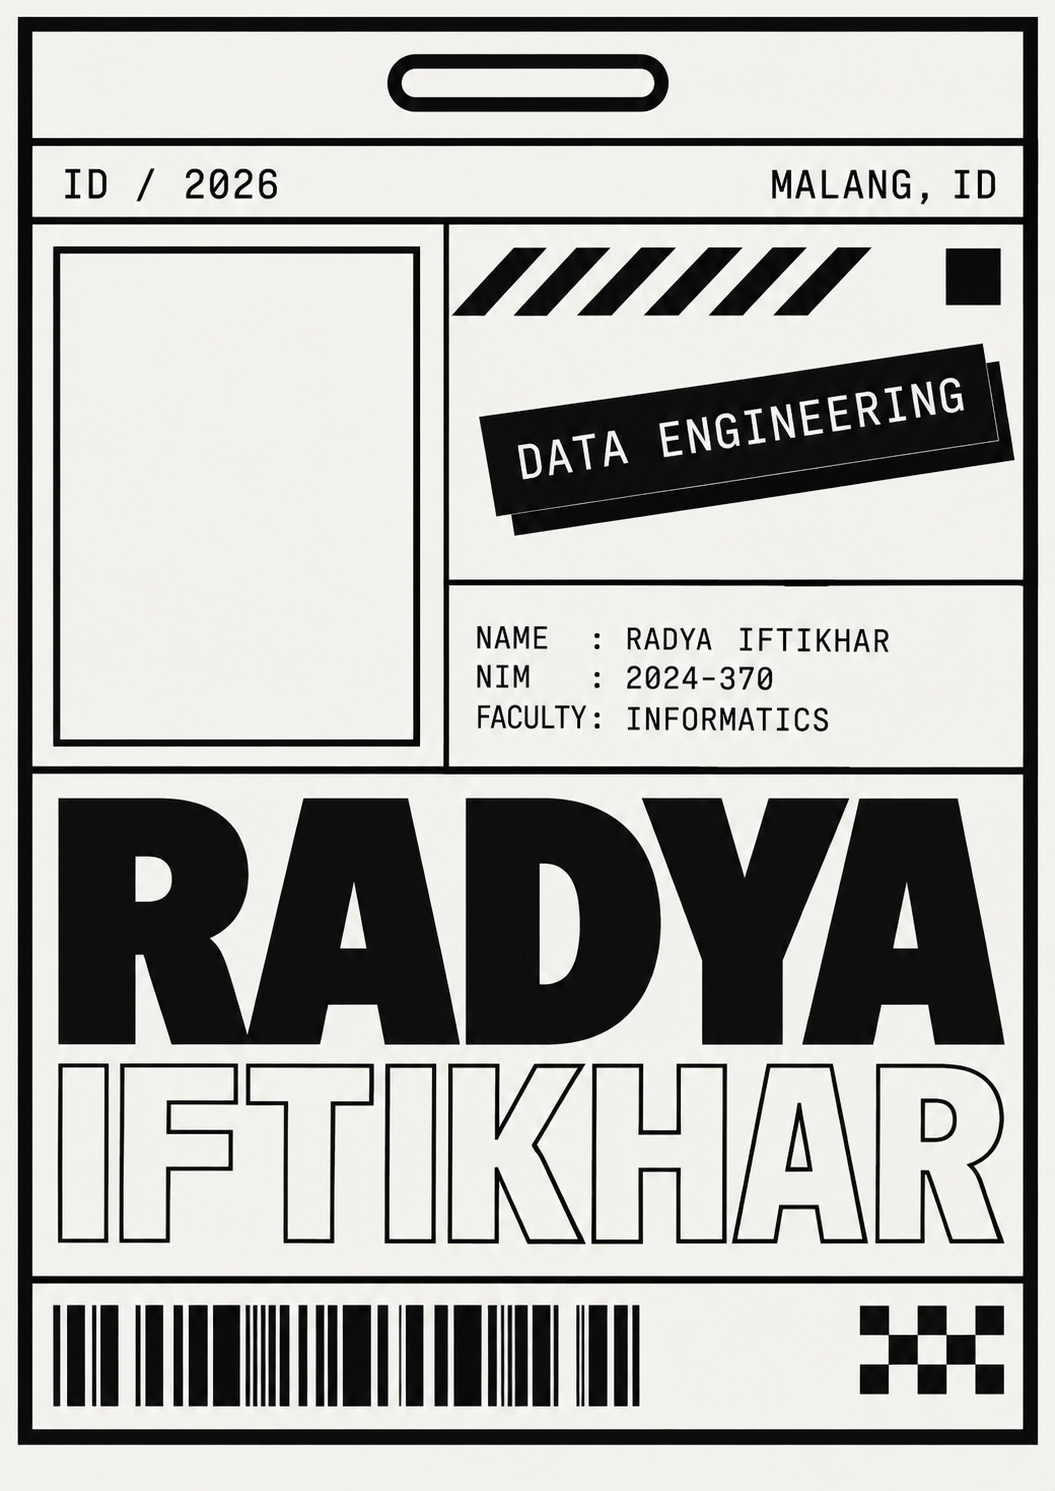 ID / 2026
MALANG, ID
DATA ENGINEERING
NAME : RADYA IFTIKHAR
NIM : 2024-370
FACULTY: INFORMATICS
RADYA
IFTIKHAR